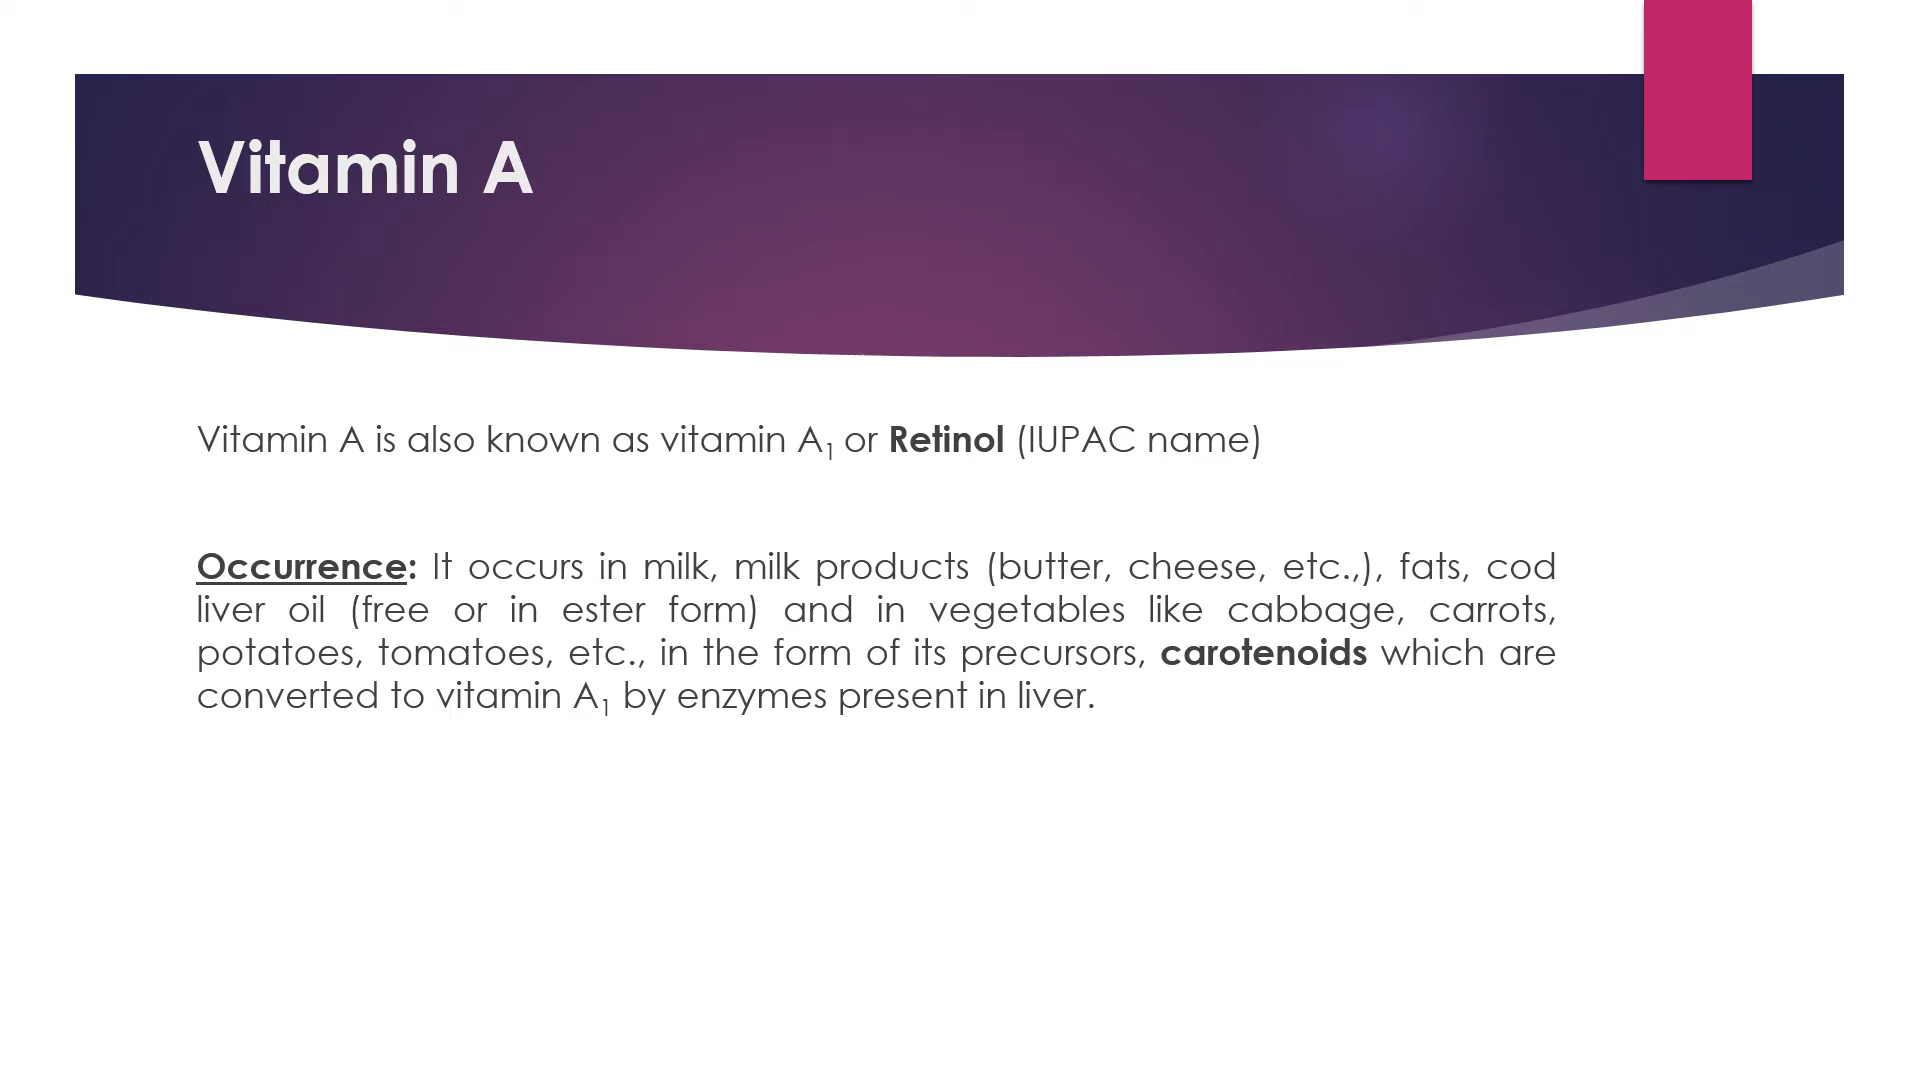 Vitamin A
Vitamin A is also known as vitamin A₁ or Retinol (IUPAC name)
Occurrence: It occurs in milk, milk products (butter, cheese, etc.,), fats, cod
liver oil (free or in ester form) and in vegetables like cabbage, carrots,
potatoes, tomatoes, etc., in the form of its precursors, carotenoids which are
converted to vitamin A₁ by enzymes present in liver.